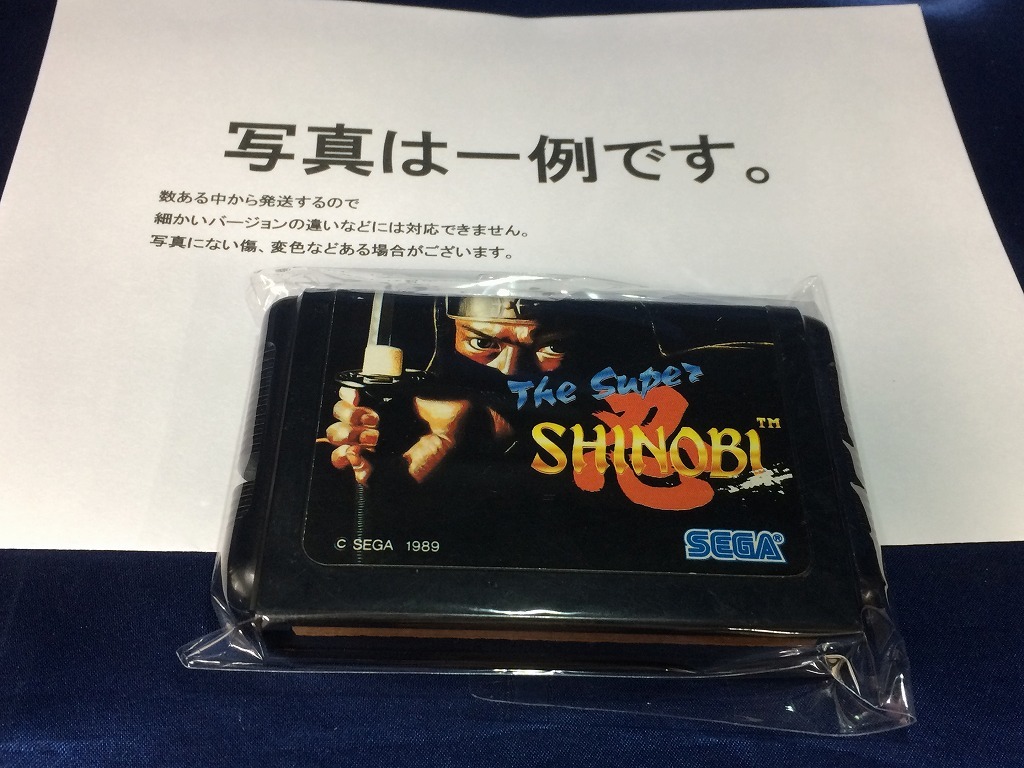 写真は一例です。
数ある中から発送するので
細かいバージョンの違いなどには対応できません。
写真にない傷、変色などある場合がございます。
The Super
忍
SHINOBI™
© SEGA 1989
SEGA®